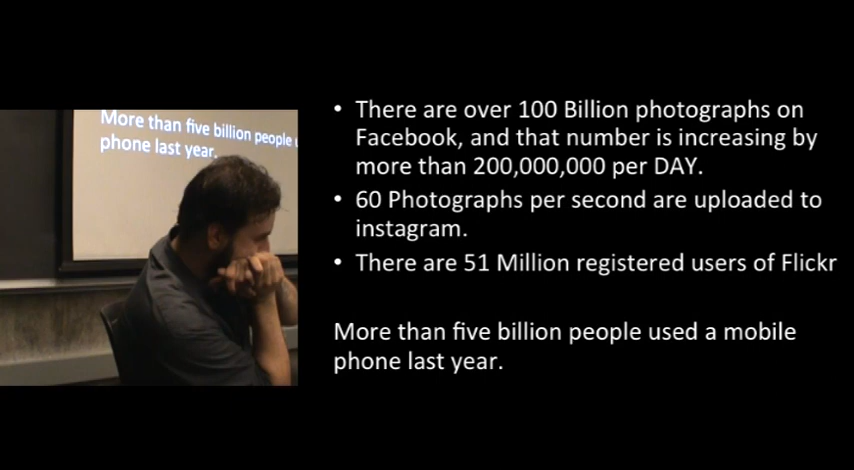 More than five billion people
phone last year.
• There are over 100 Billion photographs on
Facebook, and that number is increasing by
more than 200,000,000 per DAY.
• 60 Photographs per second are uploaded to
instagram.
• There are 51 Million registered users of Flickr
More than five billion people used a mobile
phone last year.